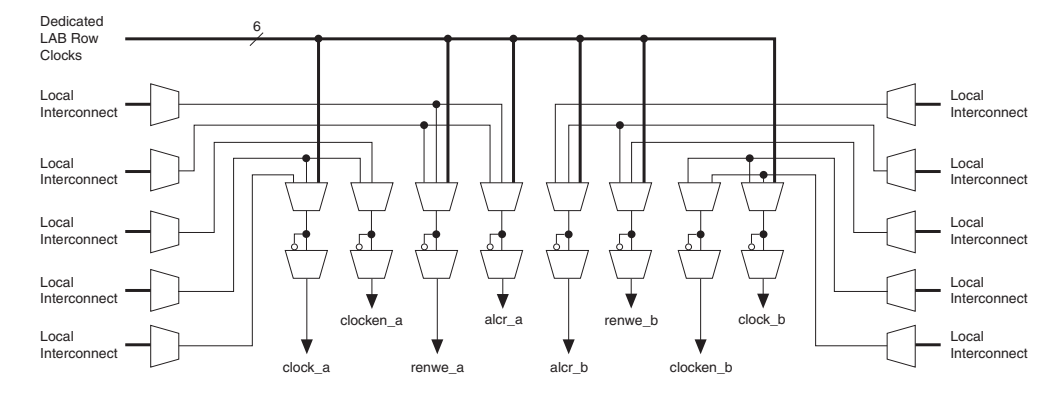 Dedicated
LAB Row
Clocks
6
Local
Interconnect
Local
Interconnect
Local
Interconnect
Local
Interconnect
Local
Interconnect
Local
Interconnect
Local
Interconnect
Local
Interconnect
Local
Interconnect
Local
Interconnect
clocken_a
alcr_a
renwe_b
clock_b
clock_a
renwe_a
alcr_b
clocken_b